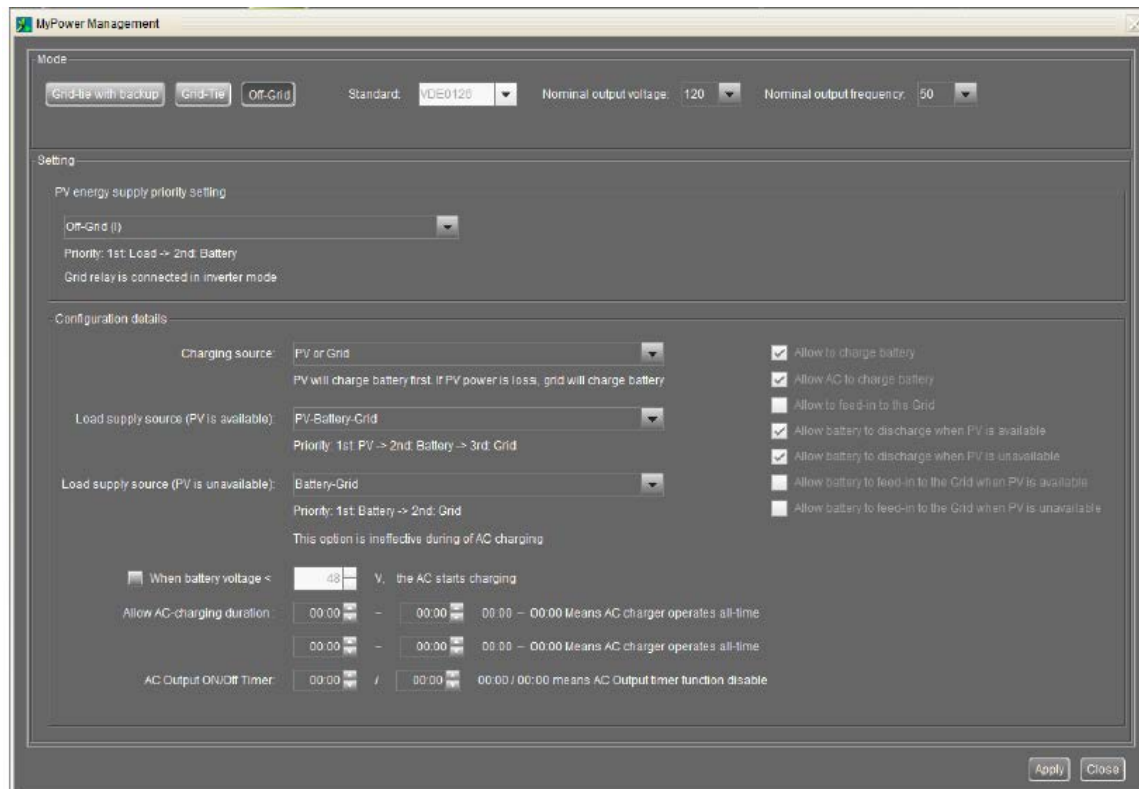 MyPower Management
Mode
Grid-tie with backup Grid-Tie Off-Grid Standard: VDE0126 Nominal output voltage: 120 Nominal output frequency: 50
Setting
PV energy supply priority setting
Off-Grid (I)
Priority: 1st: Load -> 2nd: Battery
Grid relay is connected in inverter mode
Configuration details
Charging source: PV or Grid
PV will charge battery first. If PV power is loss, grid will charge battery
Load supply source (PV is available): PV-Battery-Grid
Priority: 1st: PV -> 2nd: Battery -> 3rd: Grid
Load supply source (PV is unavailable): Battery-Grid
Priority: 1st: Battery -> 2nd: Grid
This option is ineffective during of AC charging
When battery voltage < 48 V, the AC starts charging
Allow AC-charging duration: 00:00 – 00:00 00:00 – 00:00 Means AC charger operates all-time
00:00 – 00:00 00:00 – 00:00 Means AC charger operates all-time
AC Output ON/Off Timer: 00:00 / 00:00 00:00 / 00:00 means AC Output timer function disable
Allow to charge battery
Allow AC to charge battery
Allow to feed-in to the Grid
Allow battery to discharge when PV is available
Allow battery to discharge when PV is unavailable
Allow battery to feed-in to the Grid when PV is available
Allow battery to feed-in to the Grid when PV is unavailable
Apply Close